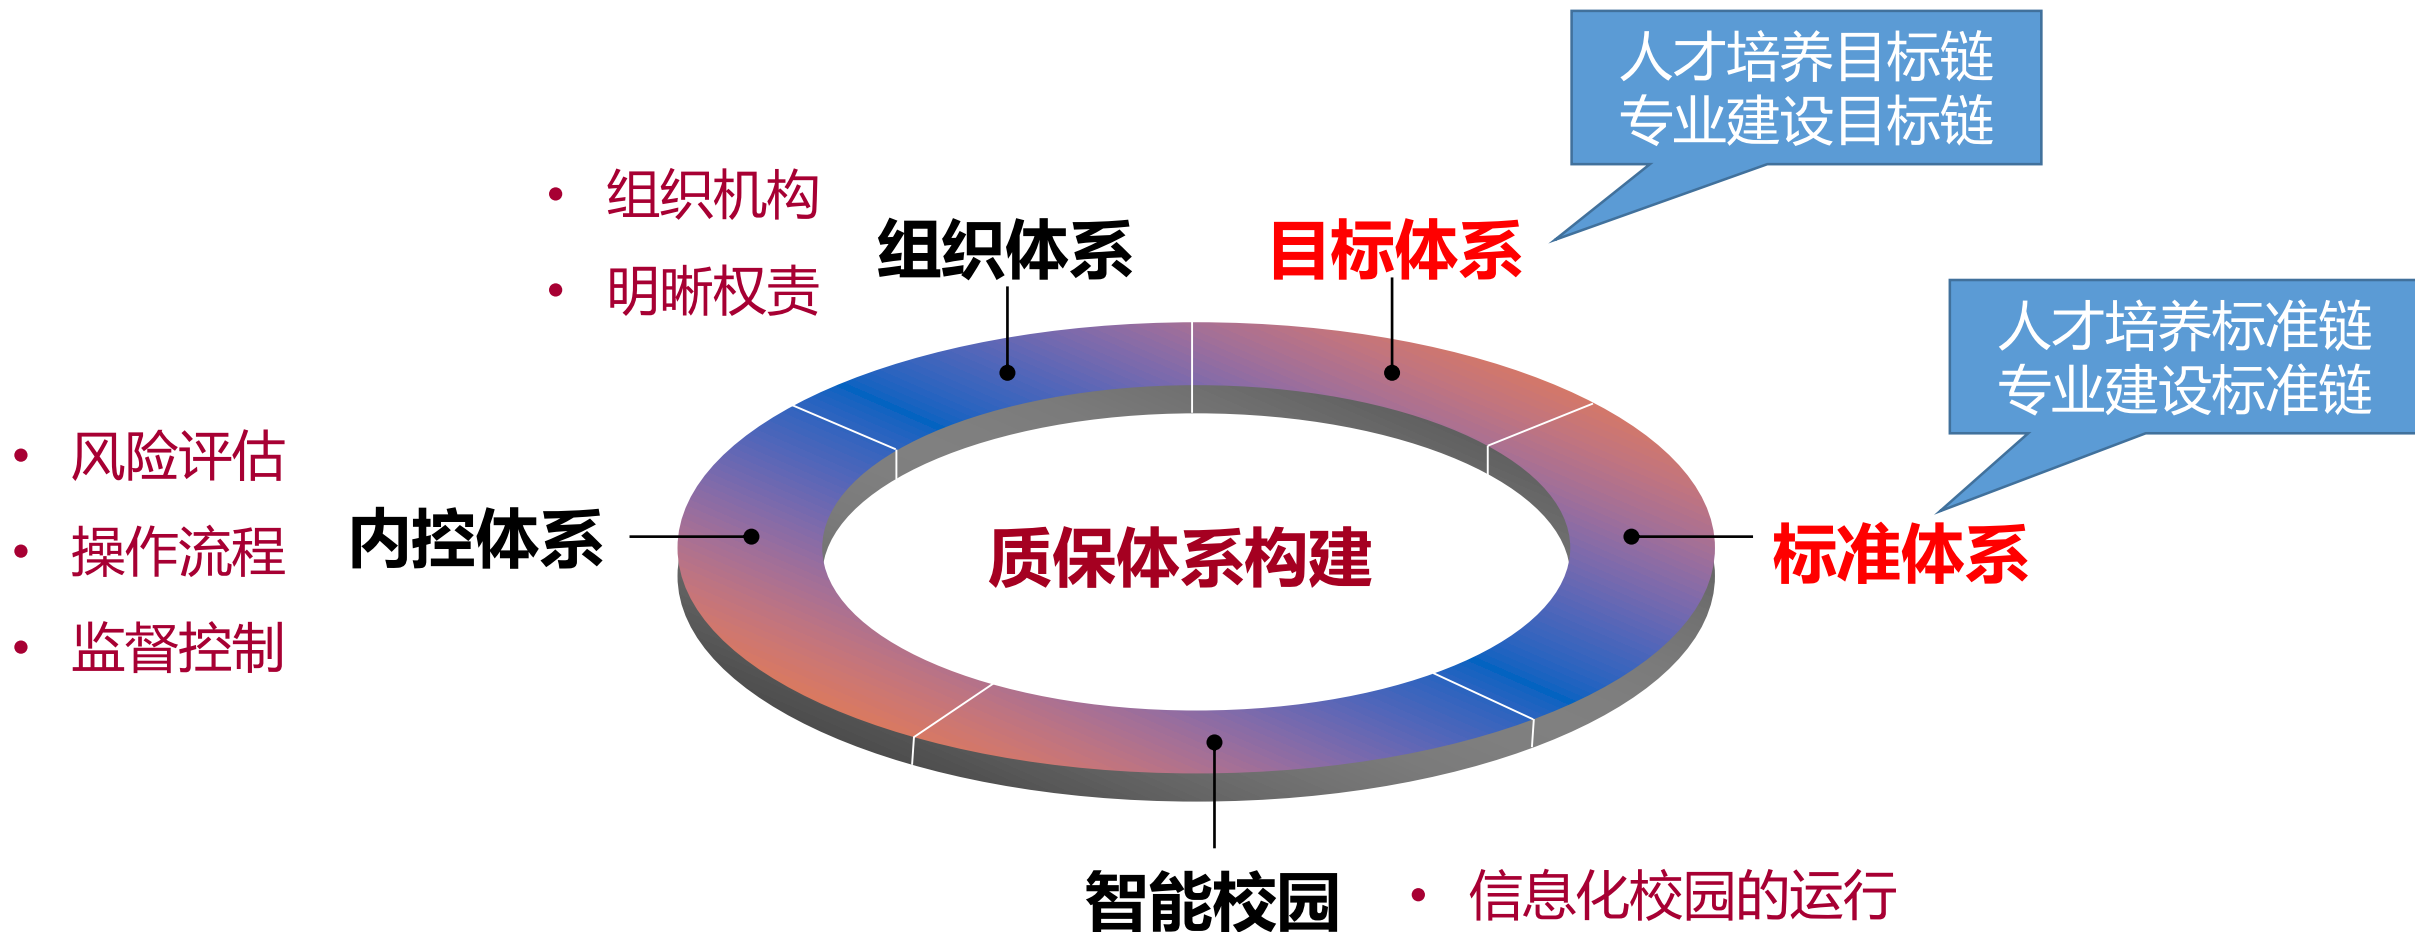 人才培养目标链
专业建设目标链
• 组织机构
• 明晰权责
组织体系
目标体系
人才培养标准链
专业建设标准链
• 风险评估
• 操作流程
• 监督控制
内控体系
质保体系构建
标准体系
智能校园
• 信息化校园的运行